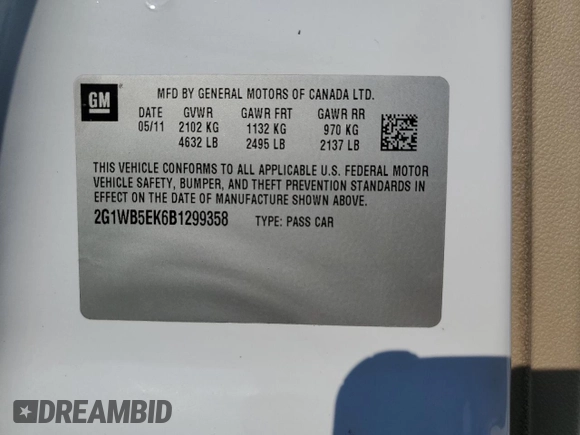 GM
MFD BY GENERAL MOTORS OF CANADA LTD.
DATE GVWR GAWR FRT GAWR RR
05/11 2102 KG 1132 KG 970 KG
4632 LB 2495 LB 2137 LB
THIS VEHICLE CONFORMS TO ALL APPLICABLE U.S. FEDERAL MOTOR
VEHICLE SAFETY, BUMPER, AND THEFT PREVENTION STANDARDS IN
EFFECT ON THE DATE OF MANUFACTURE SHOWN ABOVE.
2G1WB5EK6B1299358 TYPE: PASS CAR
DREAMBID